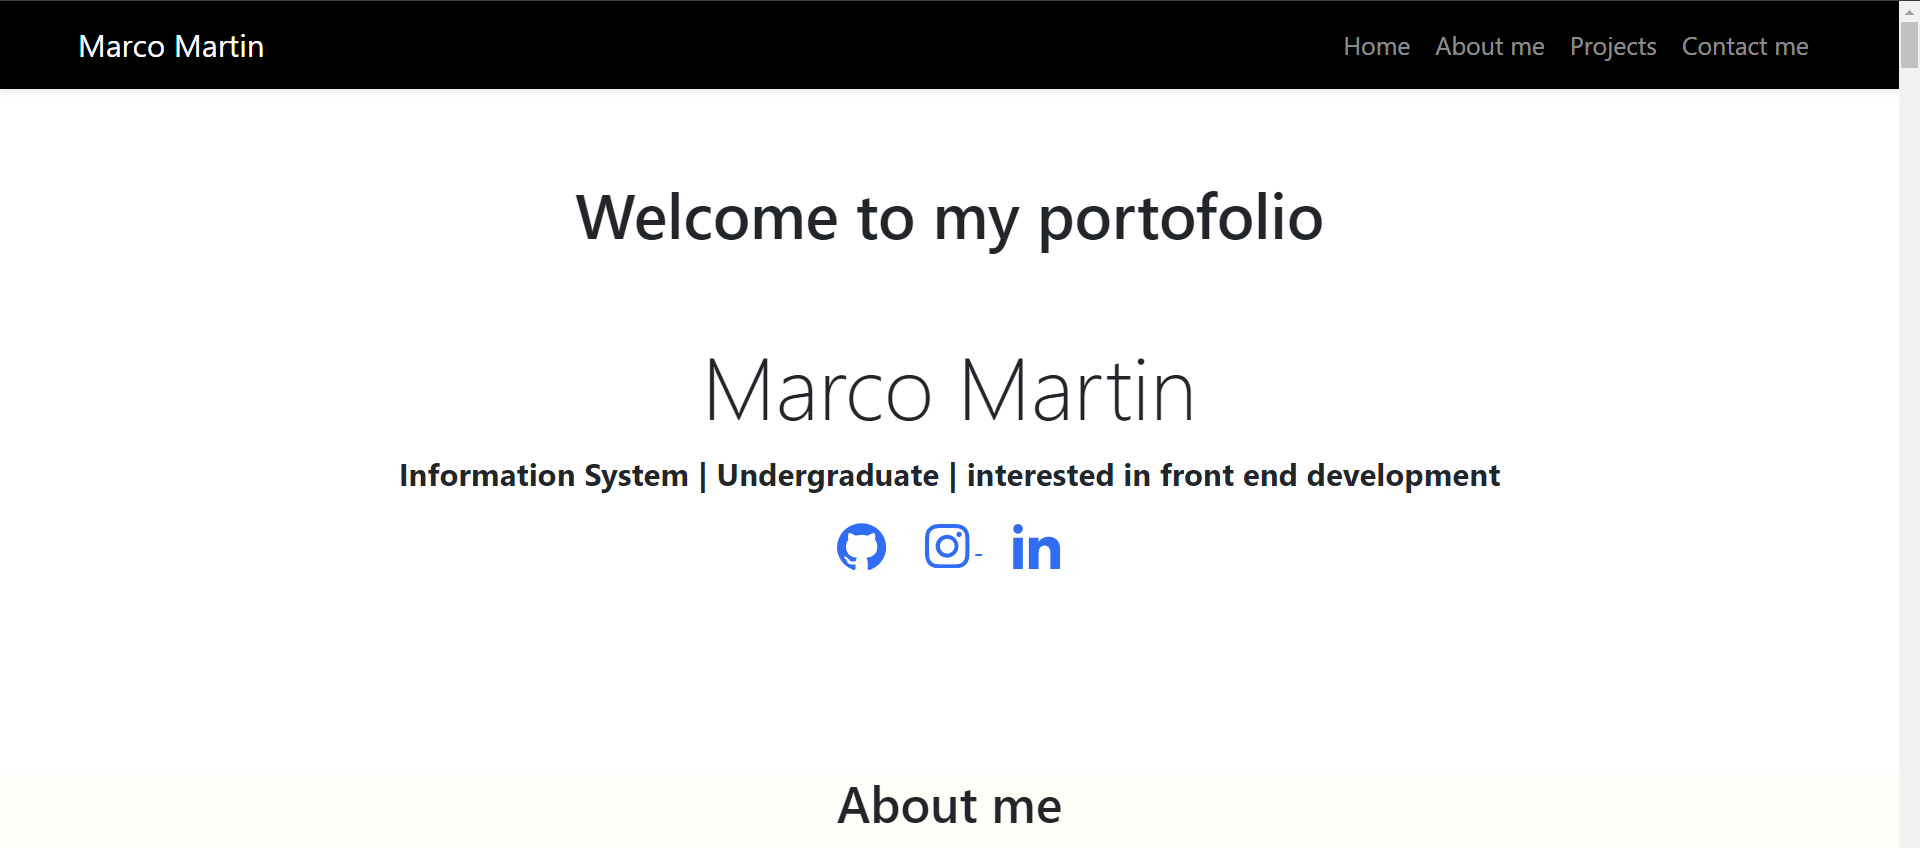 Marco Martin Home About me Projects Contact me
Welcome to my portofolio
Marco Martin
Information System | Undergraduate | interested in front end development
About me